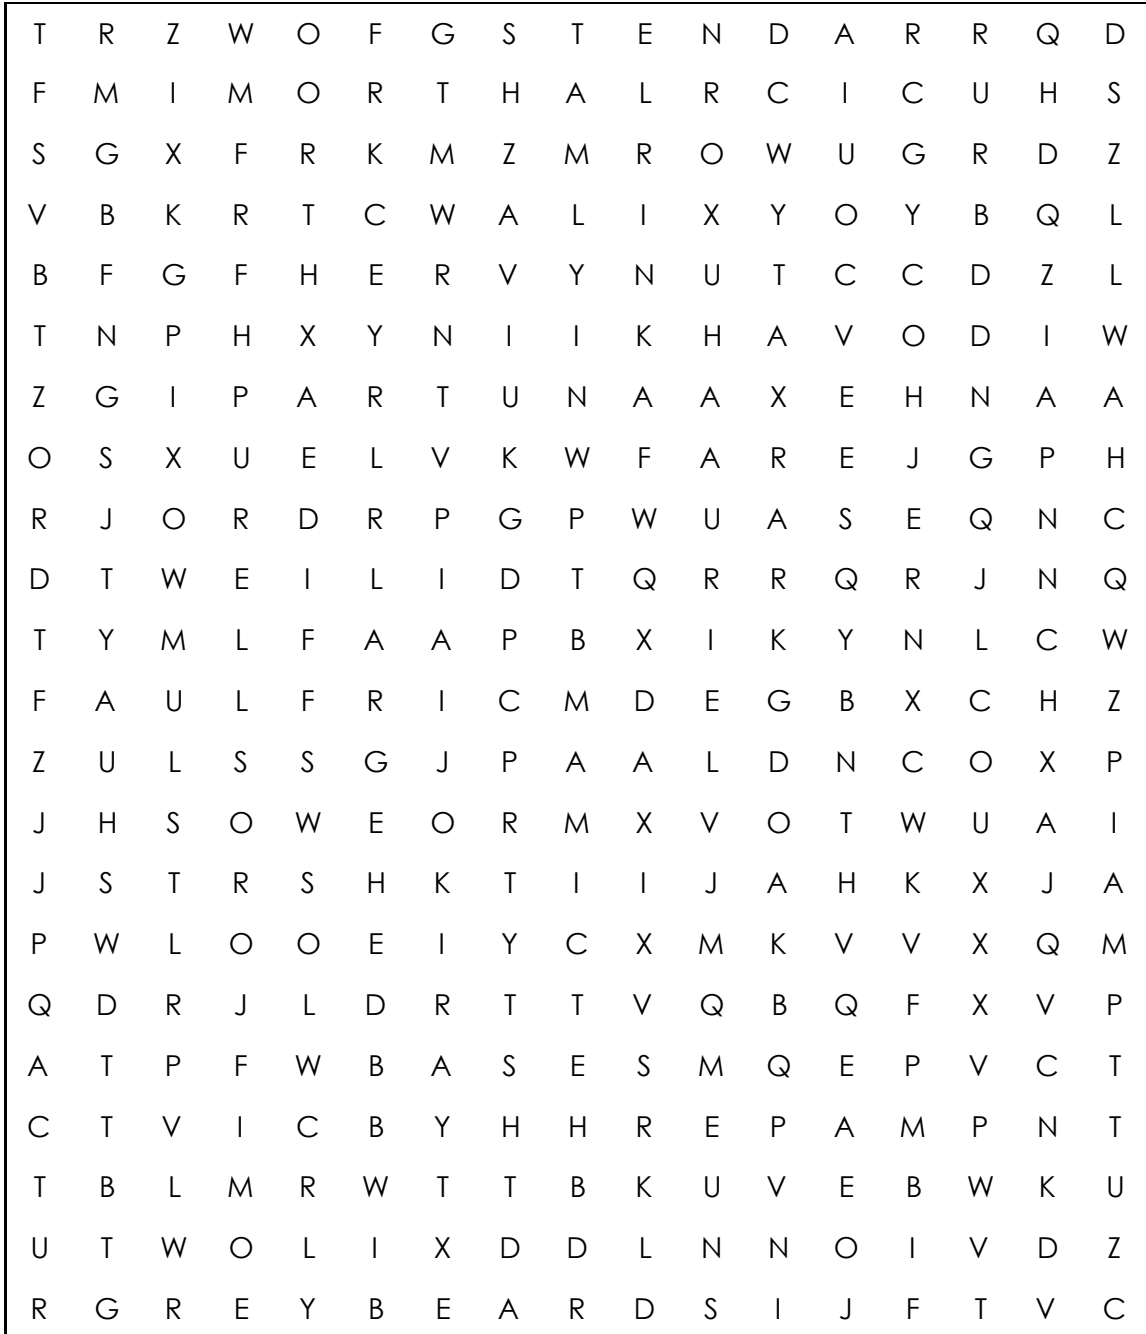 T R Z W O F G S T E N D A R R Q D
F M I M O R T H A L R C I C U H S
S G X F R K M Z M R O W U G R D Z
V B K R T C W A L I X Y O Y B Q L
B F G F H E R V Y N U T C C D Z L
T N P H X Y N I I K H A V O D I W
Z G I P A R T U N A A X E H N A A
O S X U E L V K W F A R E J G P H
R J O R D R P G P W U A S E Q N C
D T W E I L I D T Q R R Q R J N Q
T Y M L F A A P B X I K Y N L C W
F A U L F R I C M D E G B X C H Z
Z U L S S G J P A A L D N C O X P
J H S O W E O R M X V O T W U A I
J S T R S H K T I I J A H K X J A
P W L O O E I Y C X M K V V X Q M
Q D R J L D R T T V Q B Q F X V P
A T P F W B A S E S M Q E P V C T
C T V I C B Y H H R E P A M P N T
T B L M R W T T B K U V E B W K U
U T W O L I X D D L N N O I V D Z
R G R E Y B E A R D S I J F T V C